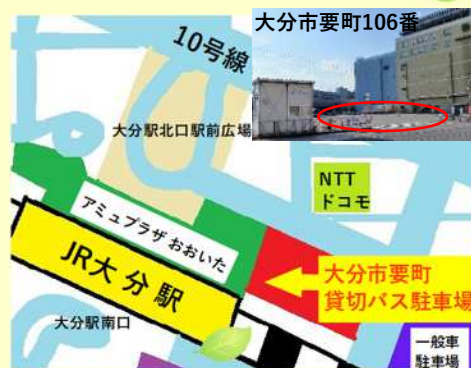 大分市要町106番
10号線
大分駅北口駅前広場
NTT
ドコモ
アミュプラザ おおいた
JR大分駅
大分市要町
貸切バス駐車場
大分駅南口
一般車
駐車場